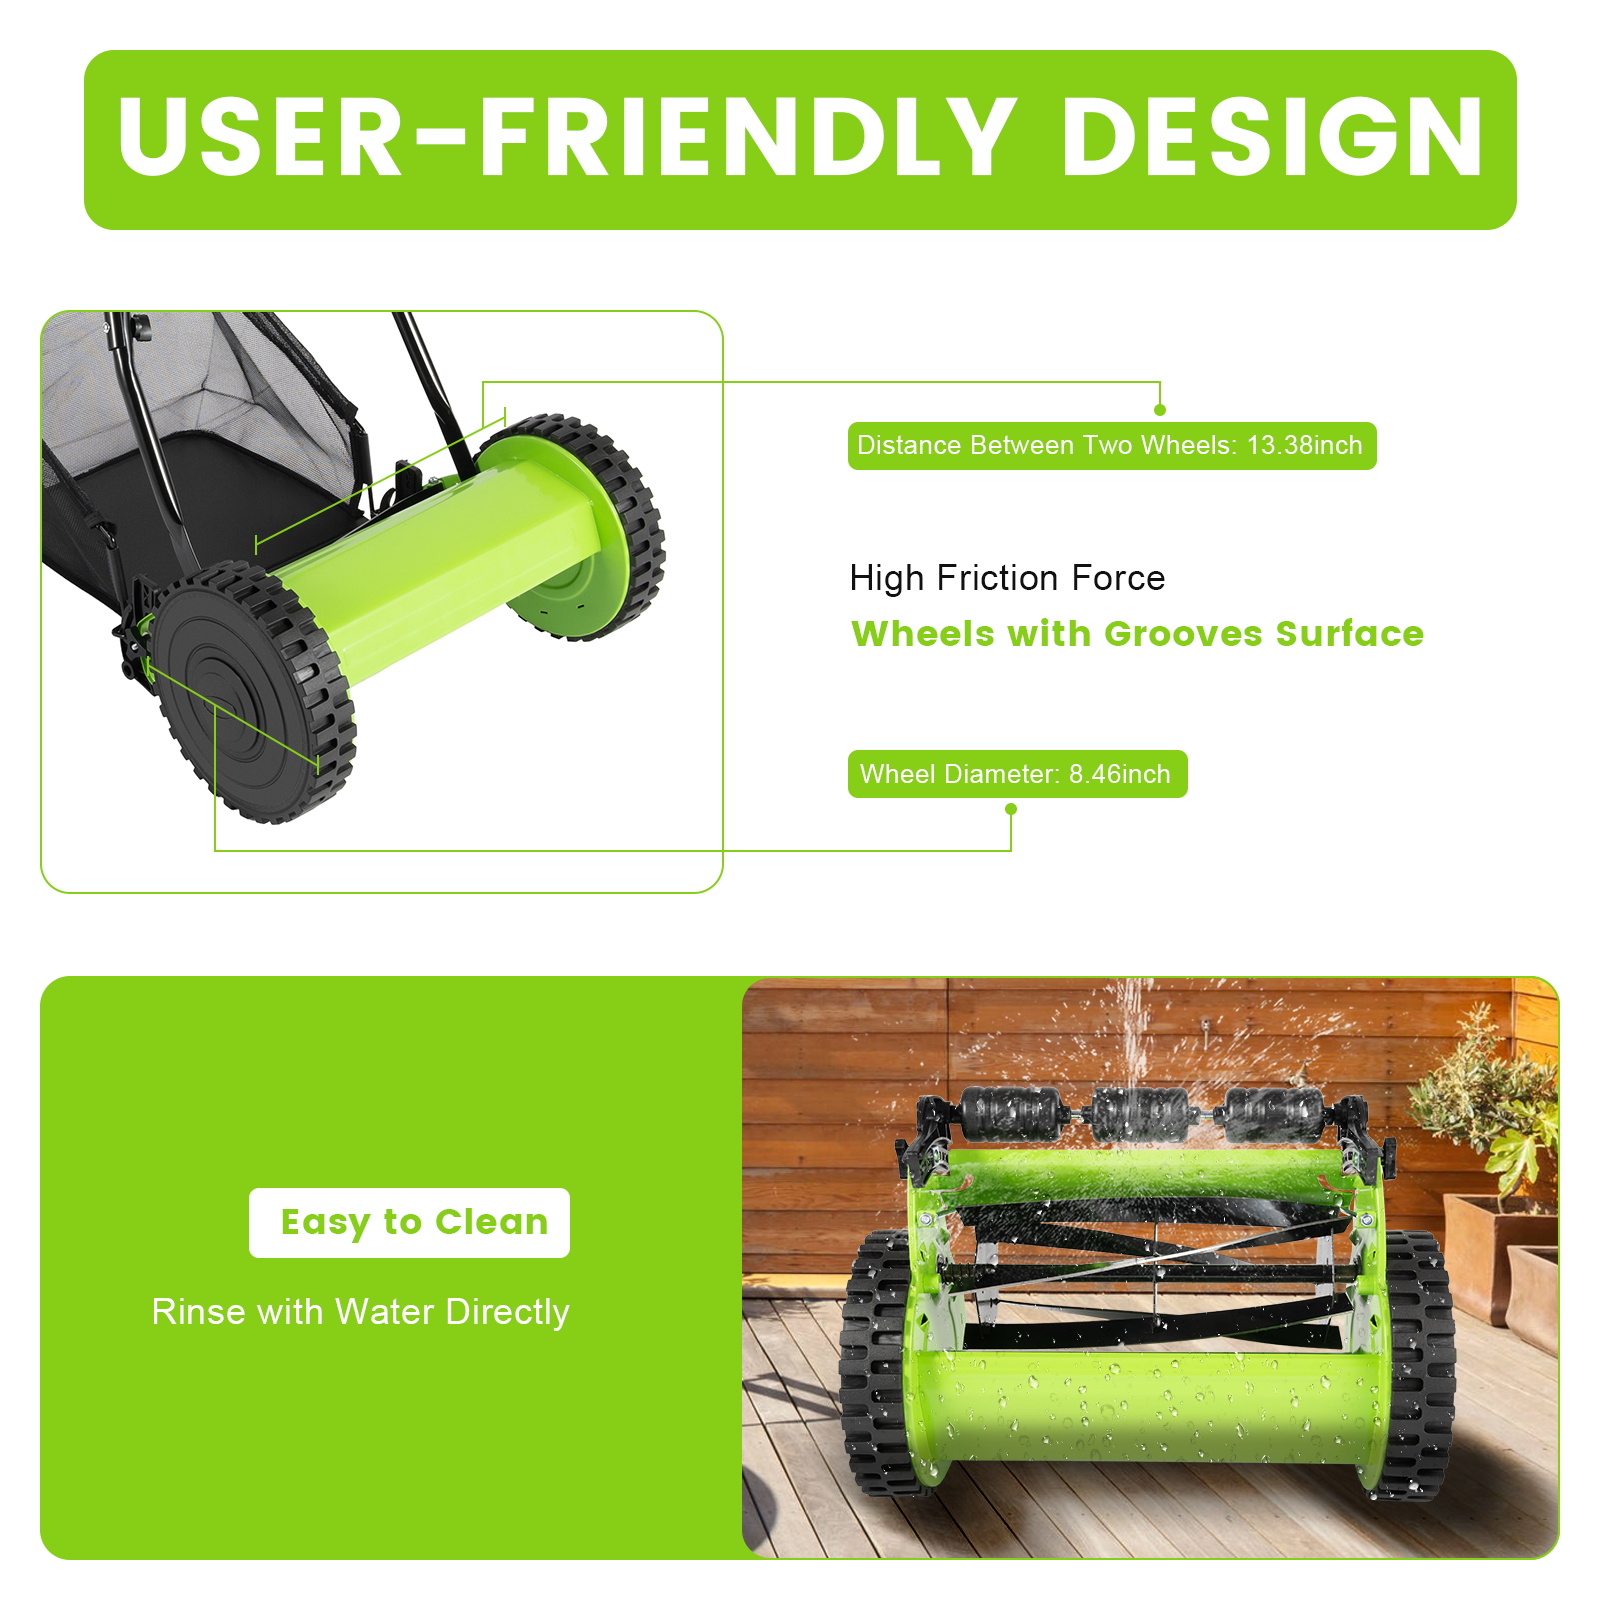 USER-FRIENDLY DESIGN
Distance Between Two Wheels: 13.38inch
High Friction Force
Wheels with Grooves Surface
Wheel Diameter: 8.46inch
Easy to Clean
Rinse with Water Directly